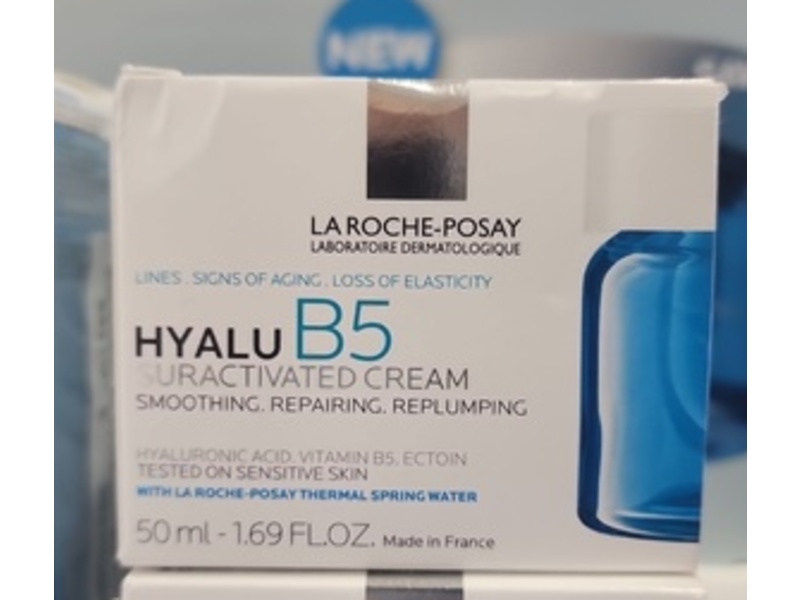 NEW
LA ROCHE-POSAY
LABORATOIRE DERMATOLOGIQUE
LINES . SIGNS OF AGING . LOSS OF ELASTICITY
HYALU B5
SURACTIVATED CREAM
SMOOTHING. REPAIRING. REPLUMPING
HYALURONIC ACID. VITAMIN B5. ECTOIN
TESTED ON SENSITIVE SKIN
WITH LA ROCHE-POSAY THERMAL SPRING WATER
50 ml - 1.69 FL.OZ. Made in France